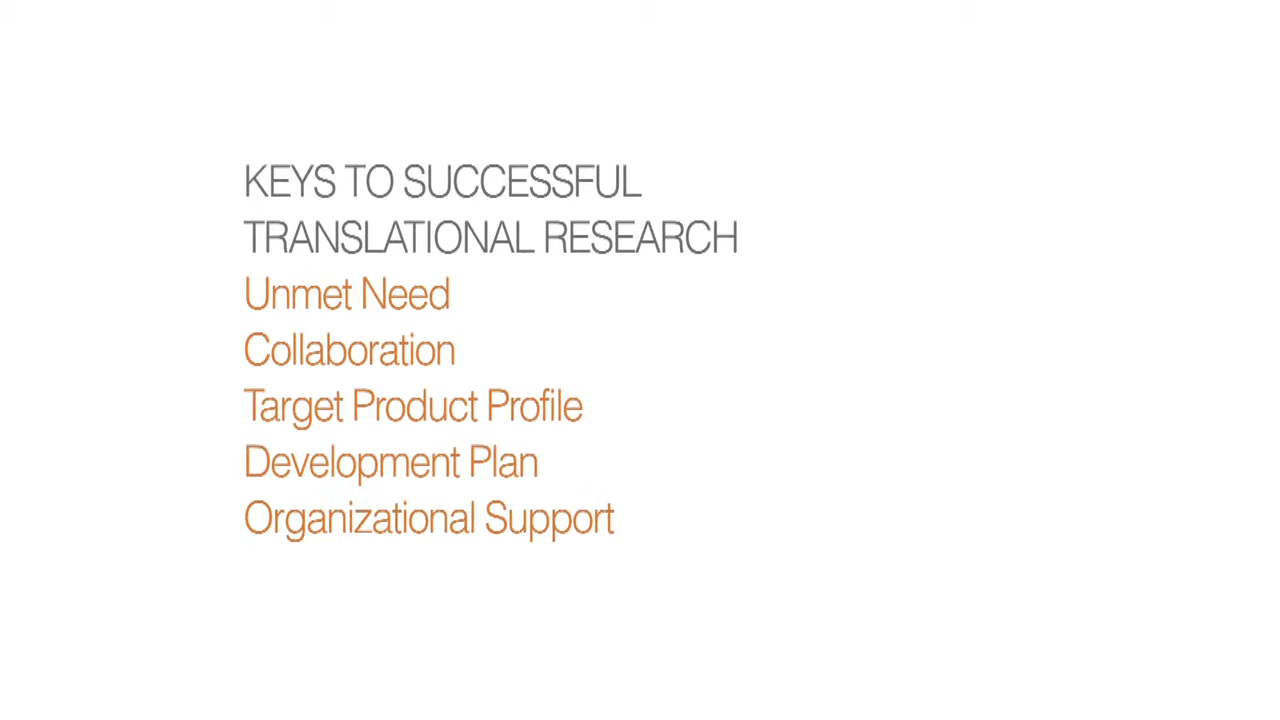 KEYS TO SUCCESSFUL
TRANSLATIONAL RESEARCH
Unmet Need
Collaboration
Target Product Profile
Development Plan
Organizational Support